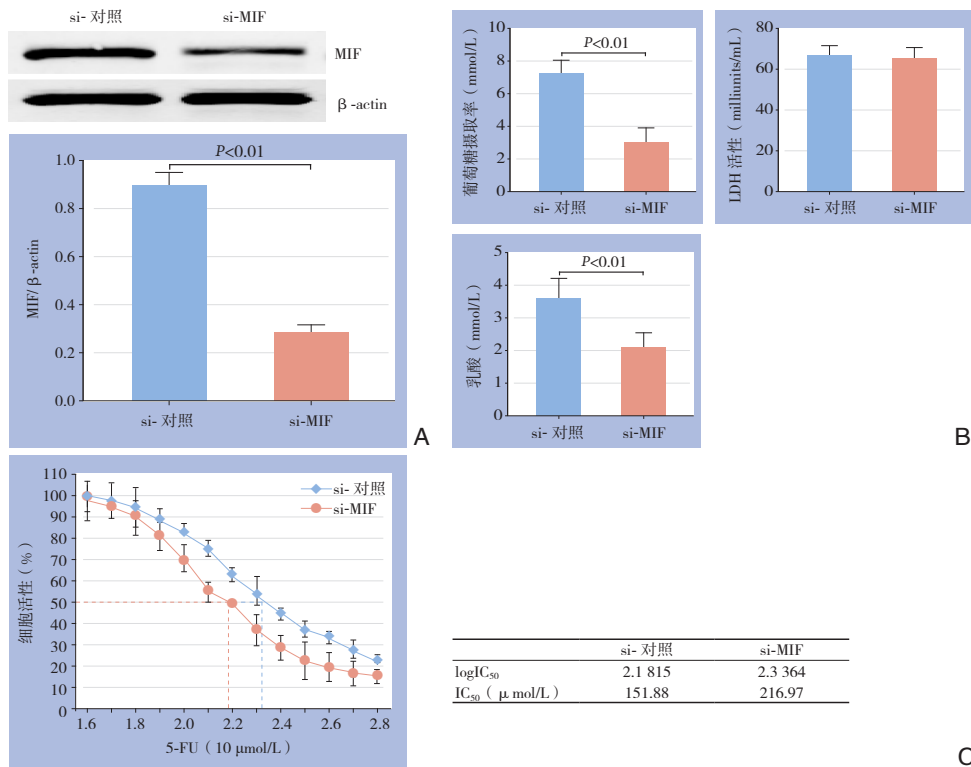 si- 对照 si-MIF
MIF
β -actin
P<0.01
1.0
0.8
0.6
0.4
0.2
0.0
MIF/ β -actin
si- 对照 si-MIF
A
P<0.01
8
6
4
2
0
葡萄糖摄取率（mmol/L）
si- 对照 si-MIF
80
60
40
20
0
LDH 活性（milliunits/mL）
si- 对照 si-MIF
P<0.01
5
4
3
2
1
0
乳酸（mmol/L）
si- 对照 si-MIF
B
110
100
90
80
70
60
50
40
30
20
10
0
细胞活性（%）
si- 对照
si-MIF
1.6 1.8 2.0 2.2 2.4 2.6 2.8
5-FU（10 μmol/L）
si- 对照 si-MIF
logIC₅₀ 2.1 815 2.3 364
IC₅₀（μ mol/L） 151.88 216.97
C